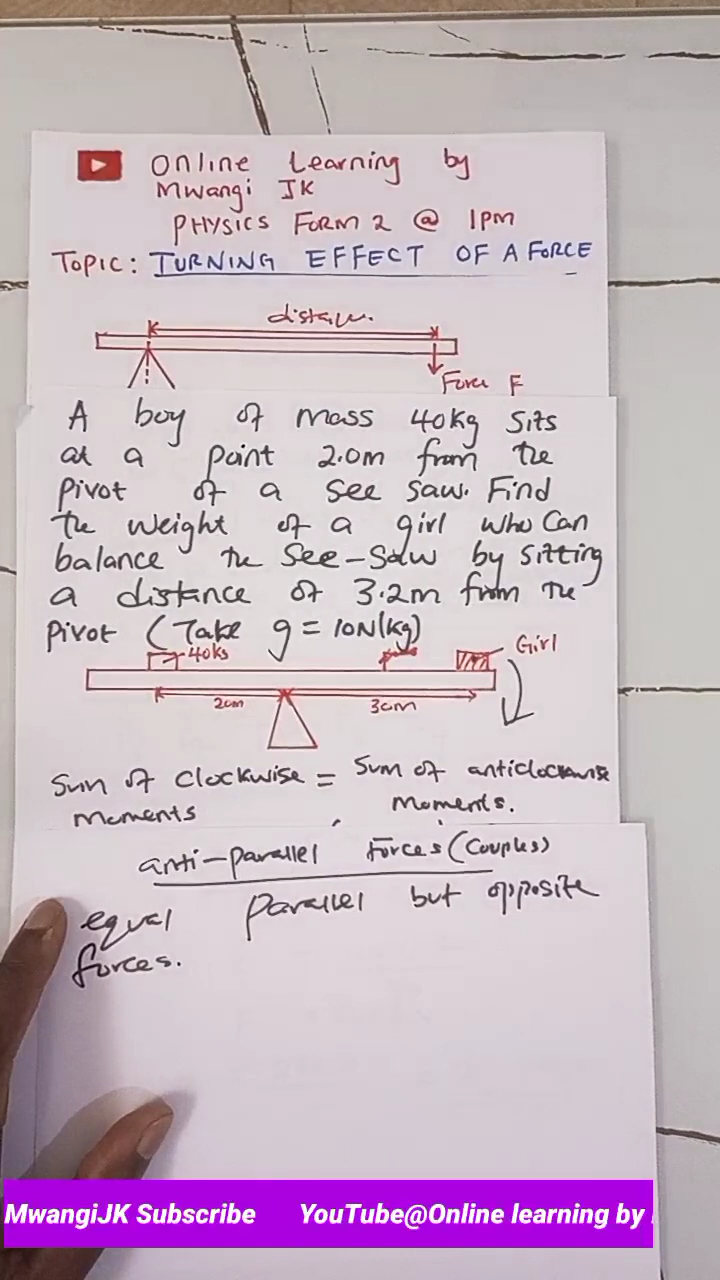 Online Learning by
Mwangi JK
PHYSICS FORM 2 @ 1PM
TOPIC: TURNING EFFECT OF A FORCE
Force F
A boy of mass 40kg sits
at a point 2.0m from the
pivot of a see saw. Find
the weight of a girl who can
balance the see-saw by sitting
a distance of 3.2m from the
pivot (Take g = 10N/kg)
Girl
Sum of clockwise = Sum of anticlockwise
moments moments.
anti-parallel forces (couples)
equal parallel but opposite
forces.
MwangiJK Subscribe YouTube@Online learning by